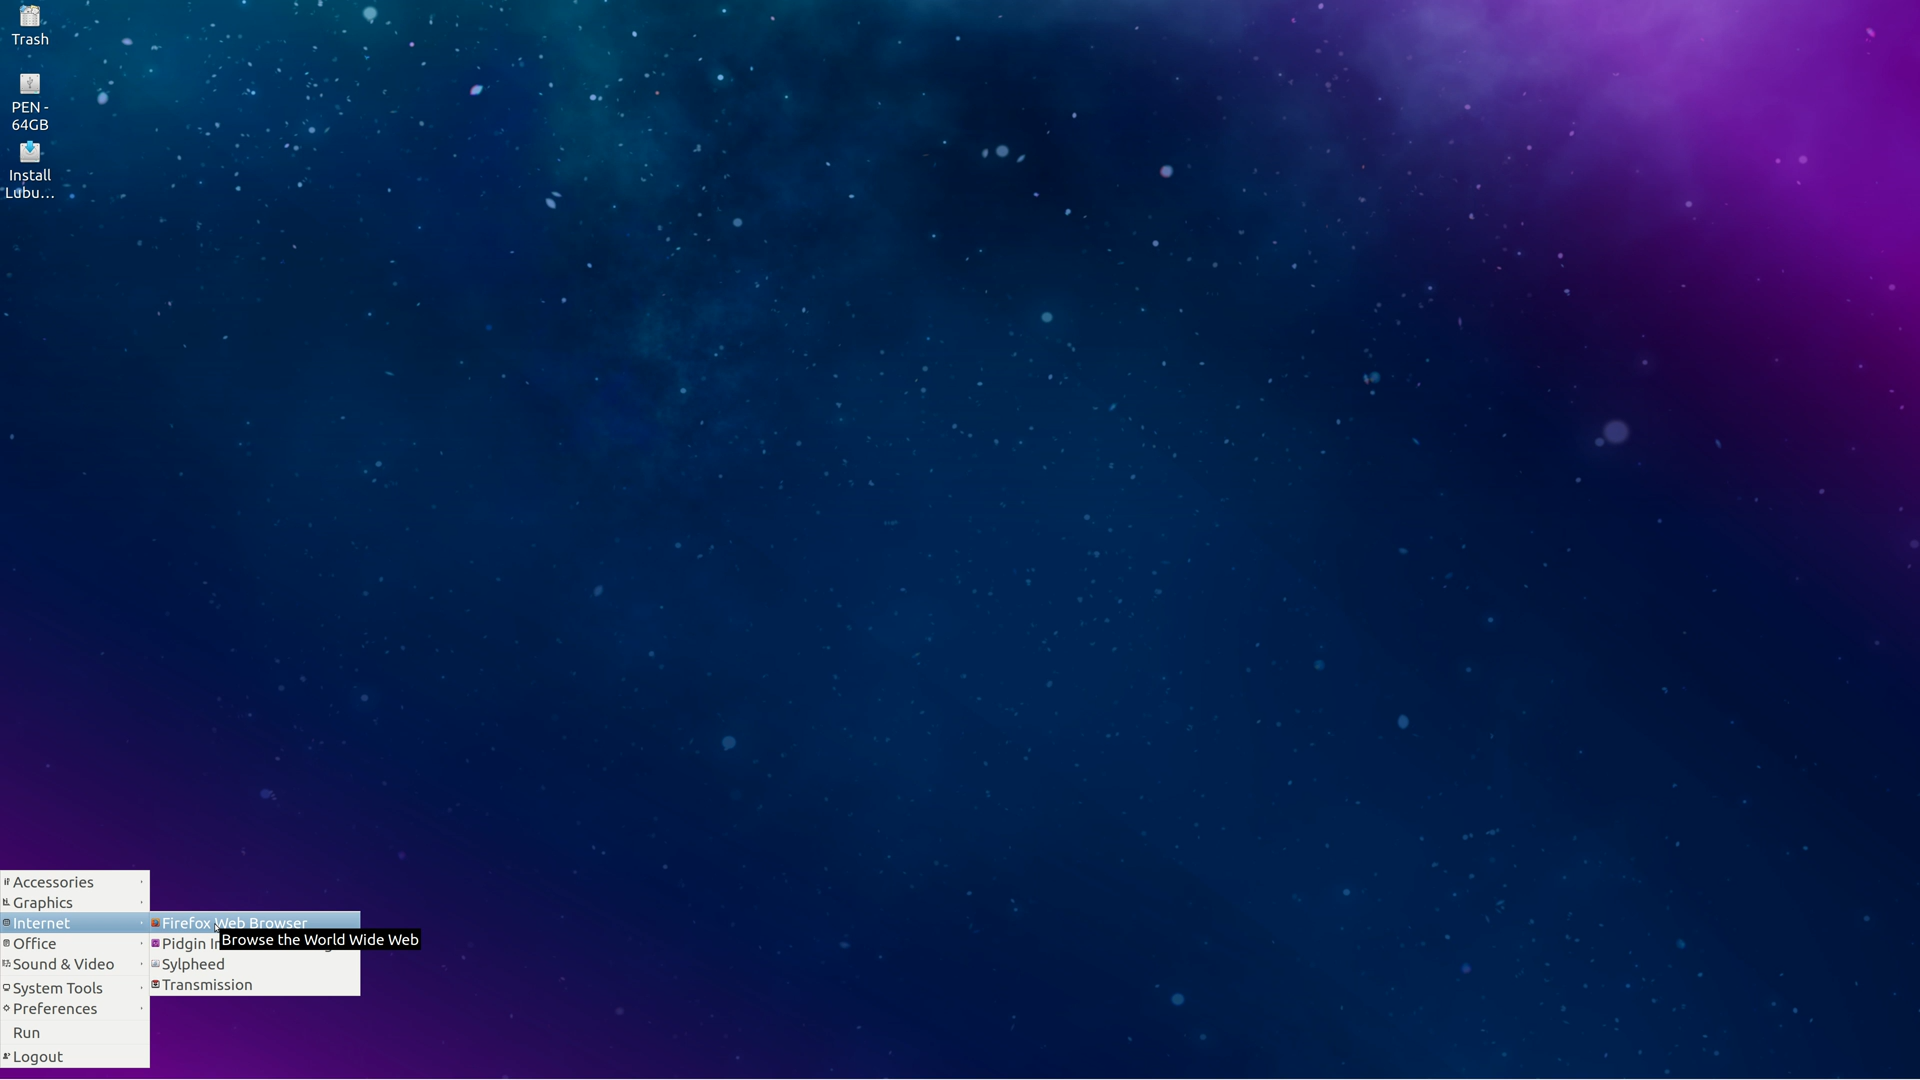 Trash
PEN -
64GB
Install
Lubu...
Accessories
Graphics
Internet
Office
Sound & Video
System Tools
Preferences
Run
Logout
Firefox Web Browser
Pidgin
Browse the World Wide Web
Sylpheed
Transmission